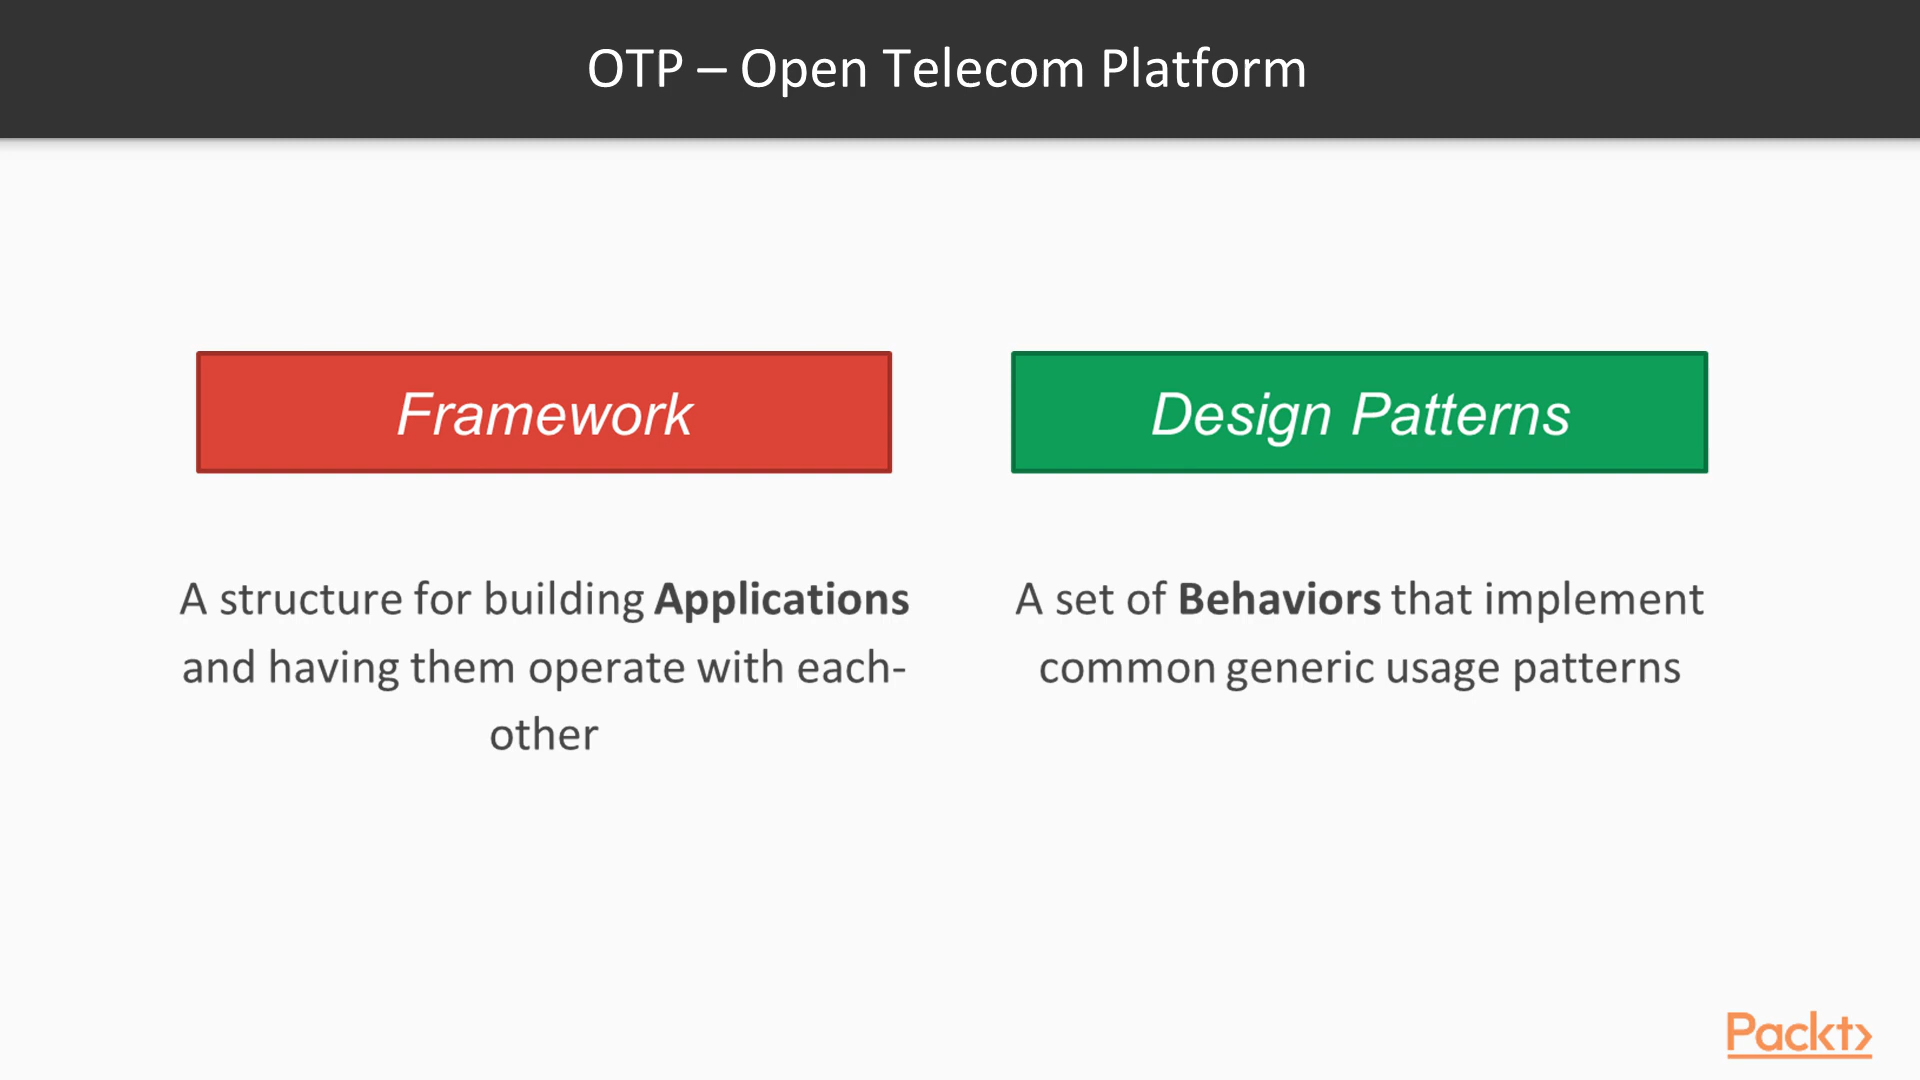 OTP – Open Telecom Platform
Framework
A structure for building Applications
and having them operate with each-
other
Design Patterns
A set of Behaviors that implement
common generic usage patterns
Packt